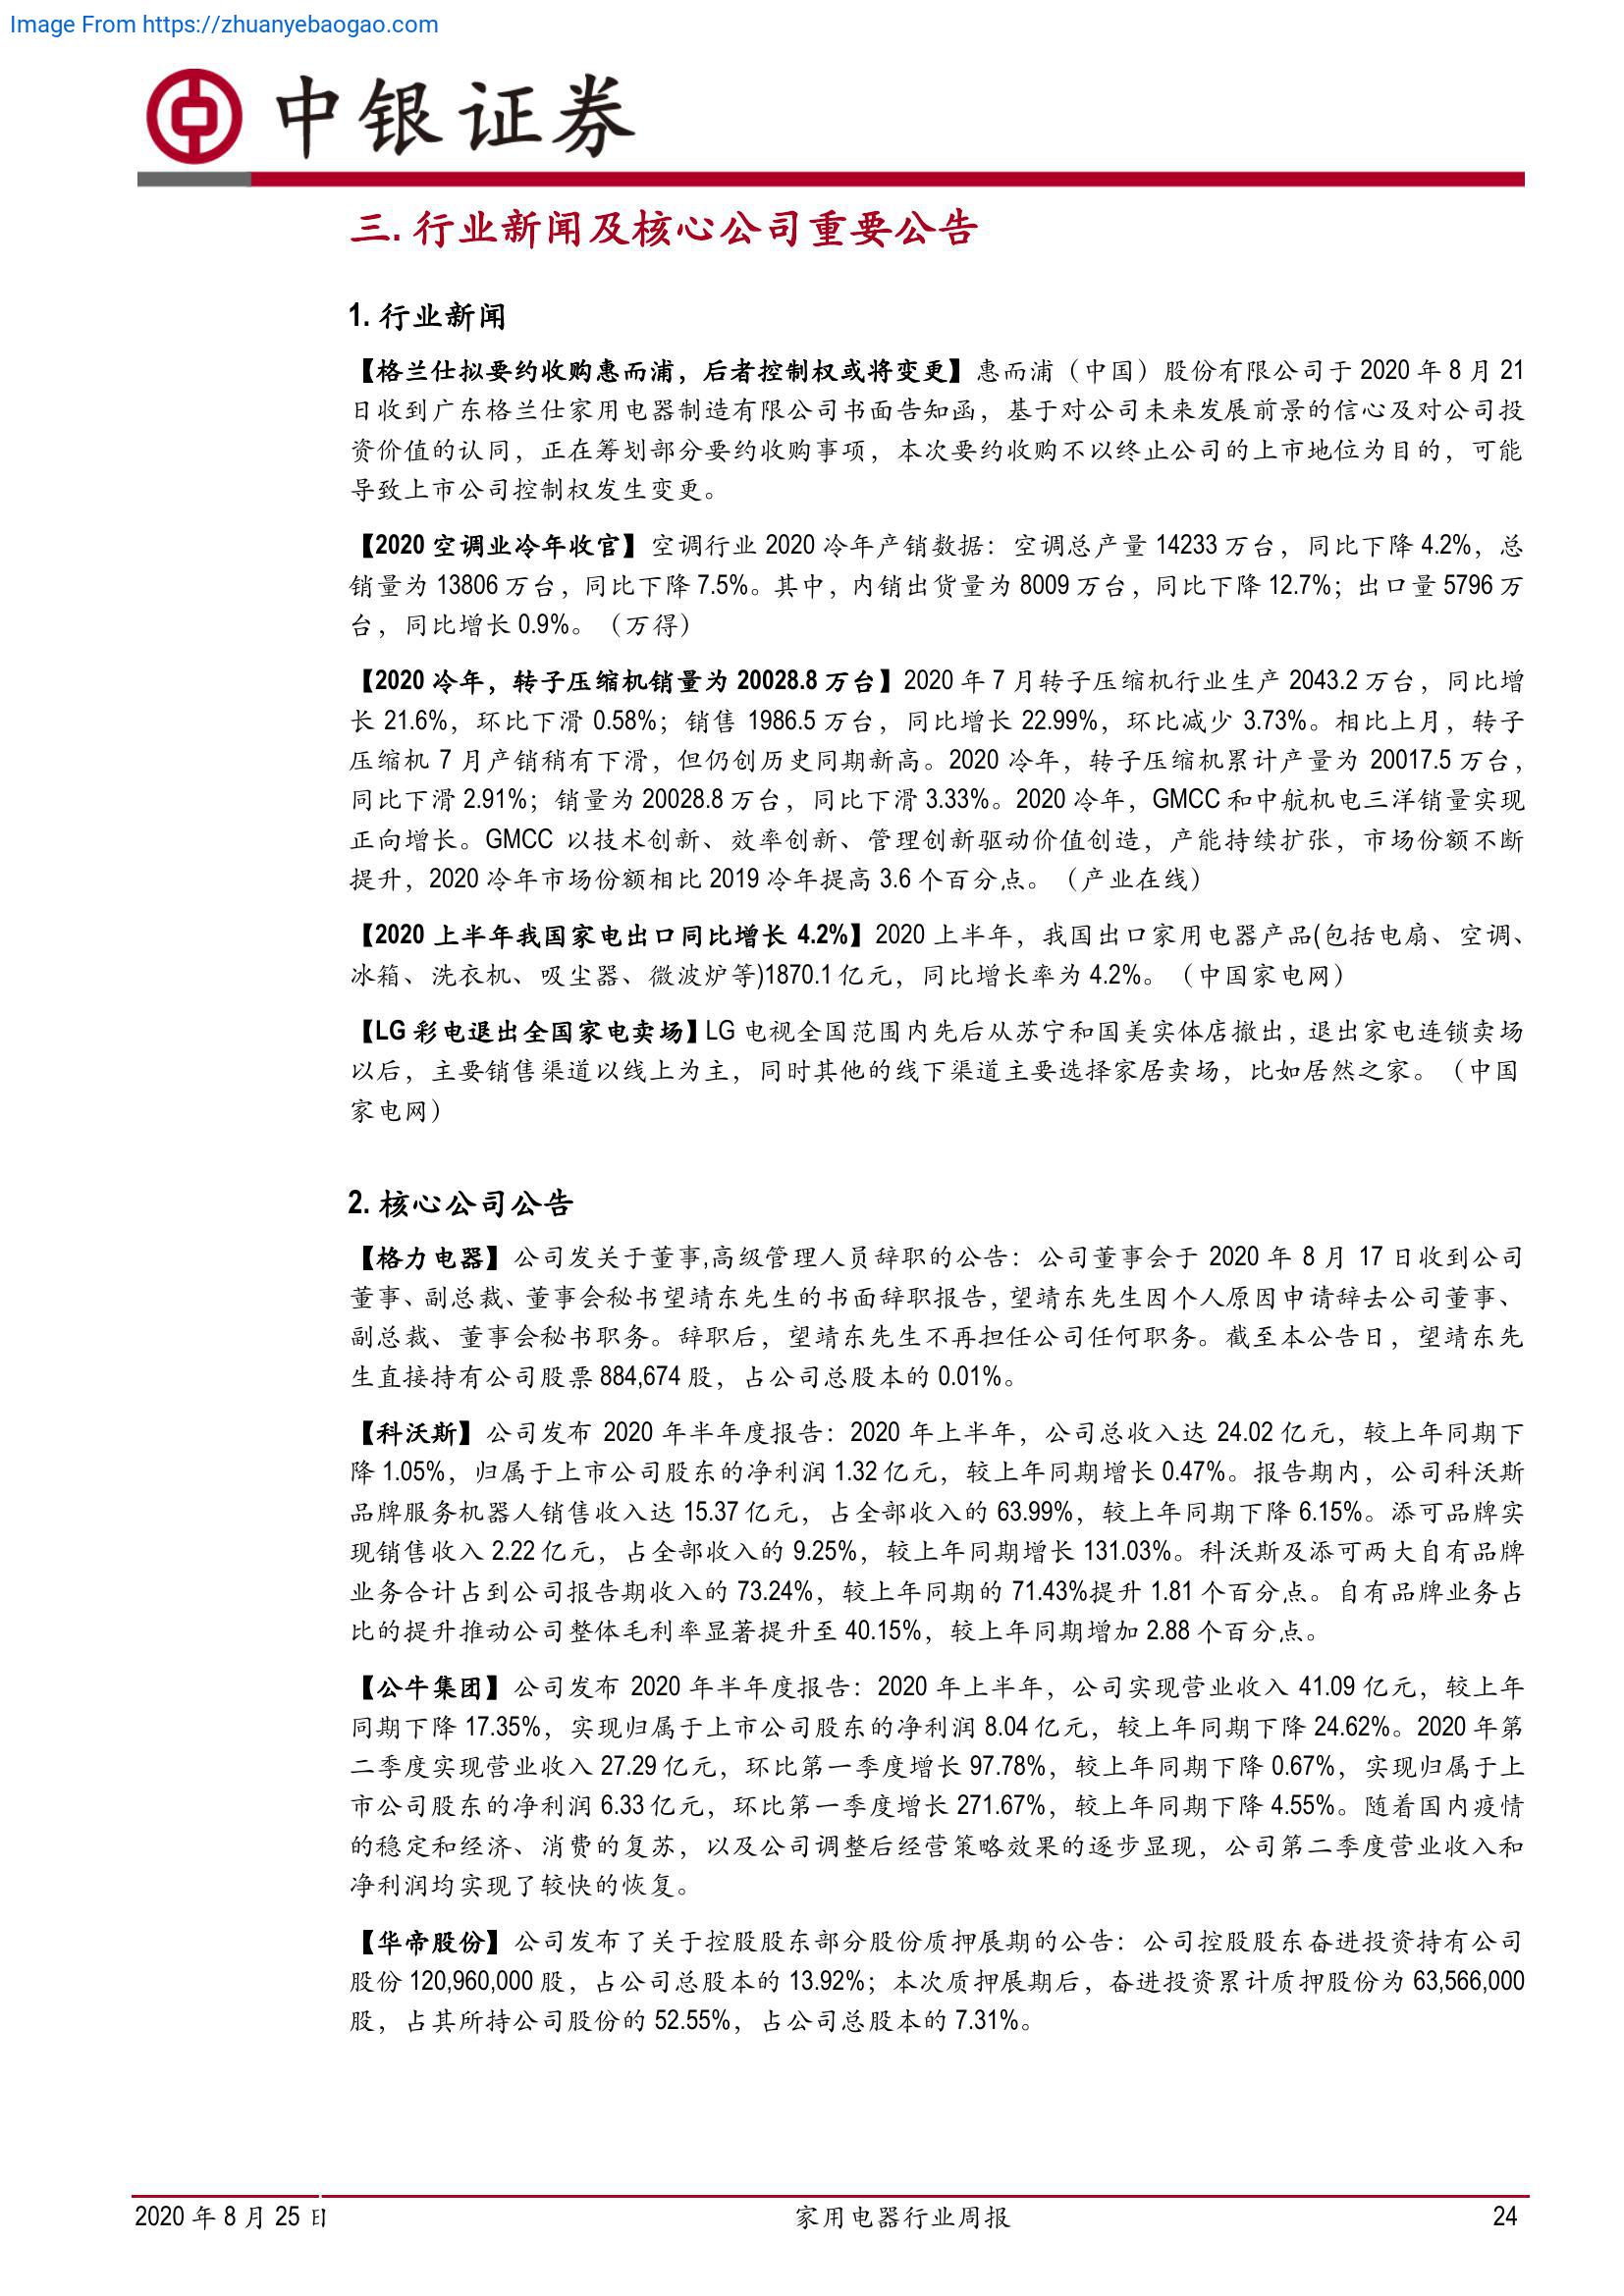 Image From https://zhuanyebaogao.com
中银证券
三. 行业新闻及核心公司重要公告
1. 行业新闻
【格兰仕拟要约收购惠而浦，后者控制权或将变更】惠而浦（中国）股份有限公司于 2020 年 8 月 21
日收到广东格兰仕家用电器制造有限公司书面告知函，基于对公司未来发展前景的信心及对公司投
资价值的认同，正在筹划部分要约收购事项，本次要约收购不以终止公司的上市地位为目的，可能
导致上市公司控制权发生变更。
【2020 空调业冷年收官】空调行业 2020 冷年产销数据：空调总产量 14233 万台，同比下降 4.2%，总
销量为 13806 万台，同比下降 7.5%。其中，内销出货量为 8009 万台，同比下降 12.7%；出口量 5796 万
台，同比增长 0.9%。（万得）
【2020 冷年，转子压缩机销量为 20028.8 万台】2020 年 7 月转子压缩机行业生产 2043.2 万台，同比增
长 21.6%，环比下滑 0.58%；销售 1986.5 万台，同比增长 22.99%，环比减少 3.73%。相比上月，转子
压缩机 7 月产销稍有下滑，但仍创历史同期新高。2020 冷年，转子压缩机累计产量为 20017.5 万台，
同比下滑 2.91%；销量为 20028.8 万台，同比下滑 3.33%。2020 冷年，GMCC 和中航机电三洋销量实现
正向增长。GMCC 以技术创新、效率创新、管理创新驱动价值创造，产能持续扩张，市场份额不断
提升，2020 冷年市场份额相比 2019 冷年提高 3.6 个百分点。（产业在线）
【2020 上半年我国家电出口同比增长 4.2%】2020 上半年，我国出口家用电器产品(包括电扇、空调、
冰箱、洗衣机、吸尘器、微波炉等)1870.1 亿元，同比增长率为 4.2%。（中国家电网）
【LG 彩电退出全国家电卖场】LG 电视全国范围内先后从苏宁和国美实体店撤出，退出家电连锁卖场
以后，主要销售渠道以线上为主，同时其他的线下渠道主要选择家居卖场，比如居然之家。（中国
家电网）
2. 核心公司公告
【格力电器】公司发关于董事,高级管理人员辞职的公告：公司董事会于 2020 年 8 月 17 日收到公司
董事、副总裁、董事会秘书望靖东先生的书面辞职报告，望靖东先生因个人原因申请辞去公司董事、
副总裁、董事会秘书职务。辞职后，望靖东先生不再担任公司任何职务。截至本公告日，望靖东先
生直接持有公司股票 884,674 股，占公司总股本的 0.01%。
【科沃斯】公司发布 2020 年半年度报告：2020 年上半年，公司总收入达 24.02 亿元，较上年同期下
降 1.05%，归属于上市公司股东的净利润 1.32 亿元，较上年同期增长 0.47%。报告期内，公司科沃斯
品牌服务机器人销售收入达 15.37 亿元，占全部收入的 63.99%，较上年同期下降 6.15%。添可品牌实
现销售收入 2.22 亿元，占全部收入的 9.25%，较上年同期增长 131.03%。科沃斯及添可两大自有品牌
业务合计占到公司报告期收入的 73.24%，较上年同期的 71.43%提升 1.81 个百分点。自有品牌业务占
比的提升推动公司整体毛利率显著提升至 40.15%，较上年同期增加 2.88 个百分点。
【公牛集团】公司发布 2020 年半年度报告：2020 年上半年，公司实现营业收入 41.09 亿元，较上年
同期下降 17.35%，实现归属于上市公司股东的净利润 8.04 亿元，较上年同期下降 24.62%。2020 年第
二季度实现营业收入 27.29 亿元，环比第一季度增长 97.78%，较上年同期下降 0.67%，实现归属于上
市公司股东的净利润 6.33 亿元，环比第一季度增长 271.67%，较上年同期下降 4.55%。随着国内疫情
的稳定和经济、消费的复苏，以及公司调整后经营策略效果的逐步显现，公司第二季度营业收入和
净利润均实现了较快的恢复。
【华帝股份】公司发布了关于控股股东部分股份质押展期的公告：公司控股股东奋进投资持有公司
股份 120,960,000 股，占公司总股本的 13.92%；本次质押展期后，奋进投资累计质押股份为 63,566,000
股，占其所持公司股份的 52.55%，占公司总股本的 7.31%。
2020 年 8 月 25 日
家用电器行业周报
24